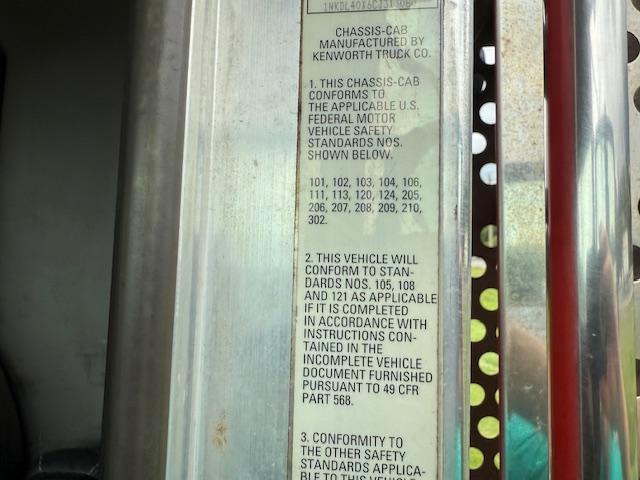 CHASSIS-CAB
MANUFACTURED BY
KENWORTH TRUCK CO.
1. THIS CHASSIS-CAB
CONFORMS TO
THE APPLICABLE U.S.
FEDERAL MOTOR
VEHICLE SAFETY
STANDARDS NOS.
SHOWN BELOW.
101, 102, 103, 104, 106,
111, 113, 120, 124, 205,
206, 207, 208, 209, 210,
302.
2. THIS VEHICLE WILL
CONFORM TO STAN-
DARDS NOS. 105, 108
AND 121 AS APPLICABLE
IF IT IS COMPLETED
IN ACCORDANCE WITH
INSTRUCTIONS CON-
TAINED IN THE
INCOMPLETE VEHICLE
DOCUMENT FURNISHED
PURSUANT TO 49 CFR
PART 568.
3. CONFORMITY TO
THE OTHER SAFETY
STANDARDS APPLICA-
BLE TO THIS VEHICLE